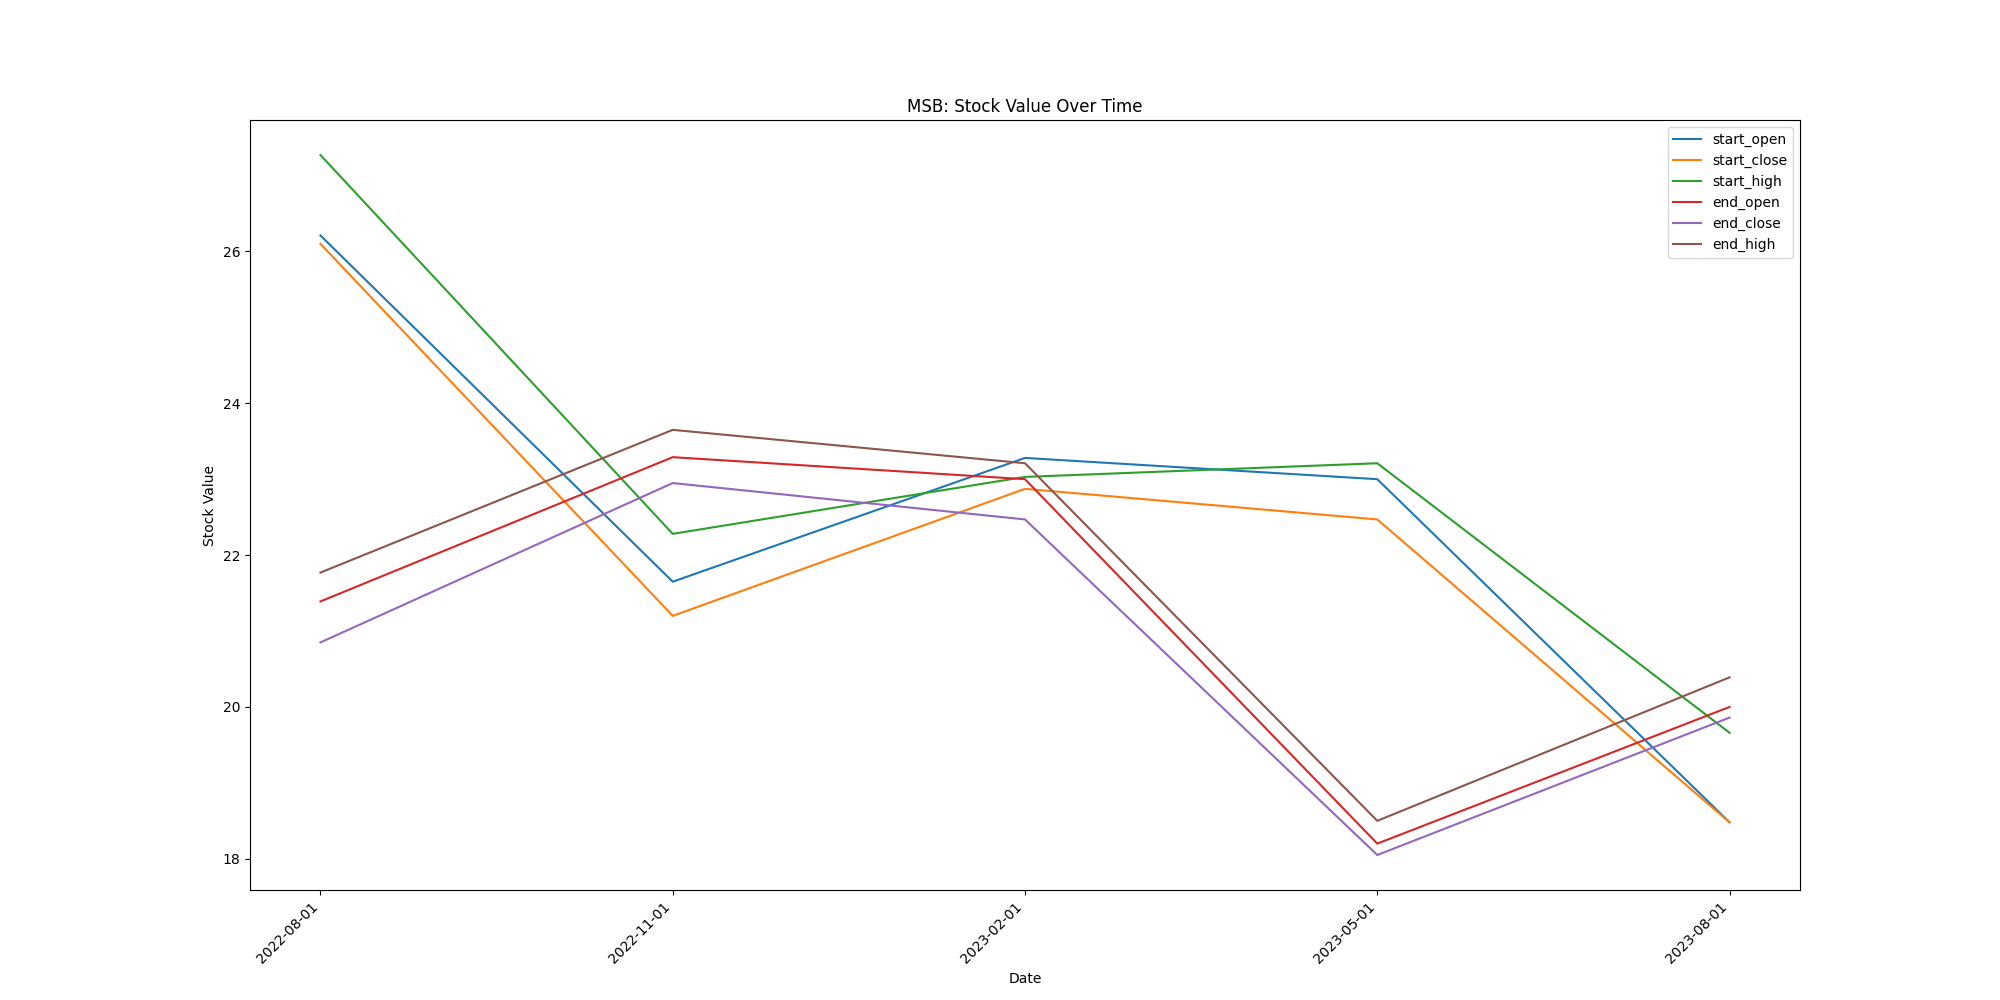 MSB: Stock Value Over Time
start_open
start_close
start_high
end_open
end_close
end_high
26
24
22
20
18
Stock Value
2022-08-01
2022-11-01
2023-02-01
2023-05-01
2023-08-01
Date